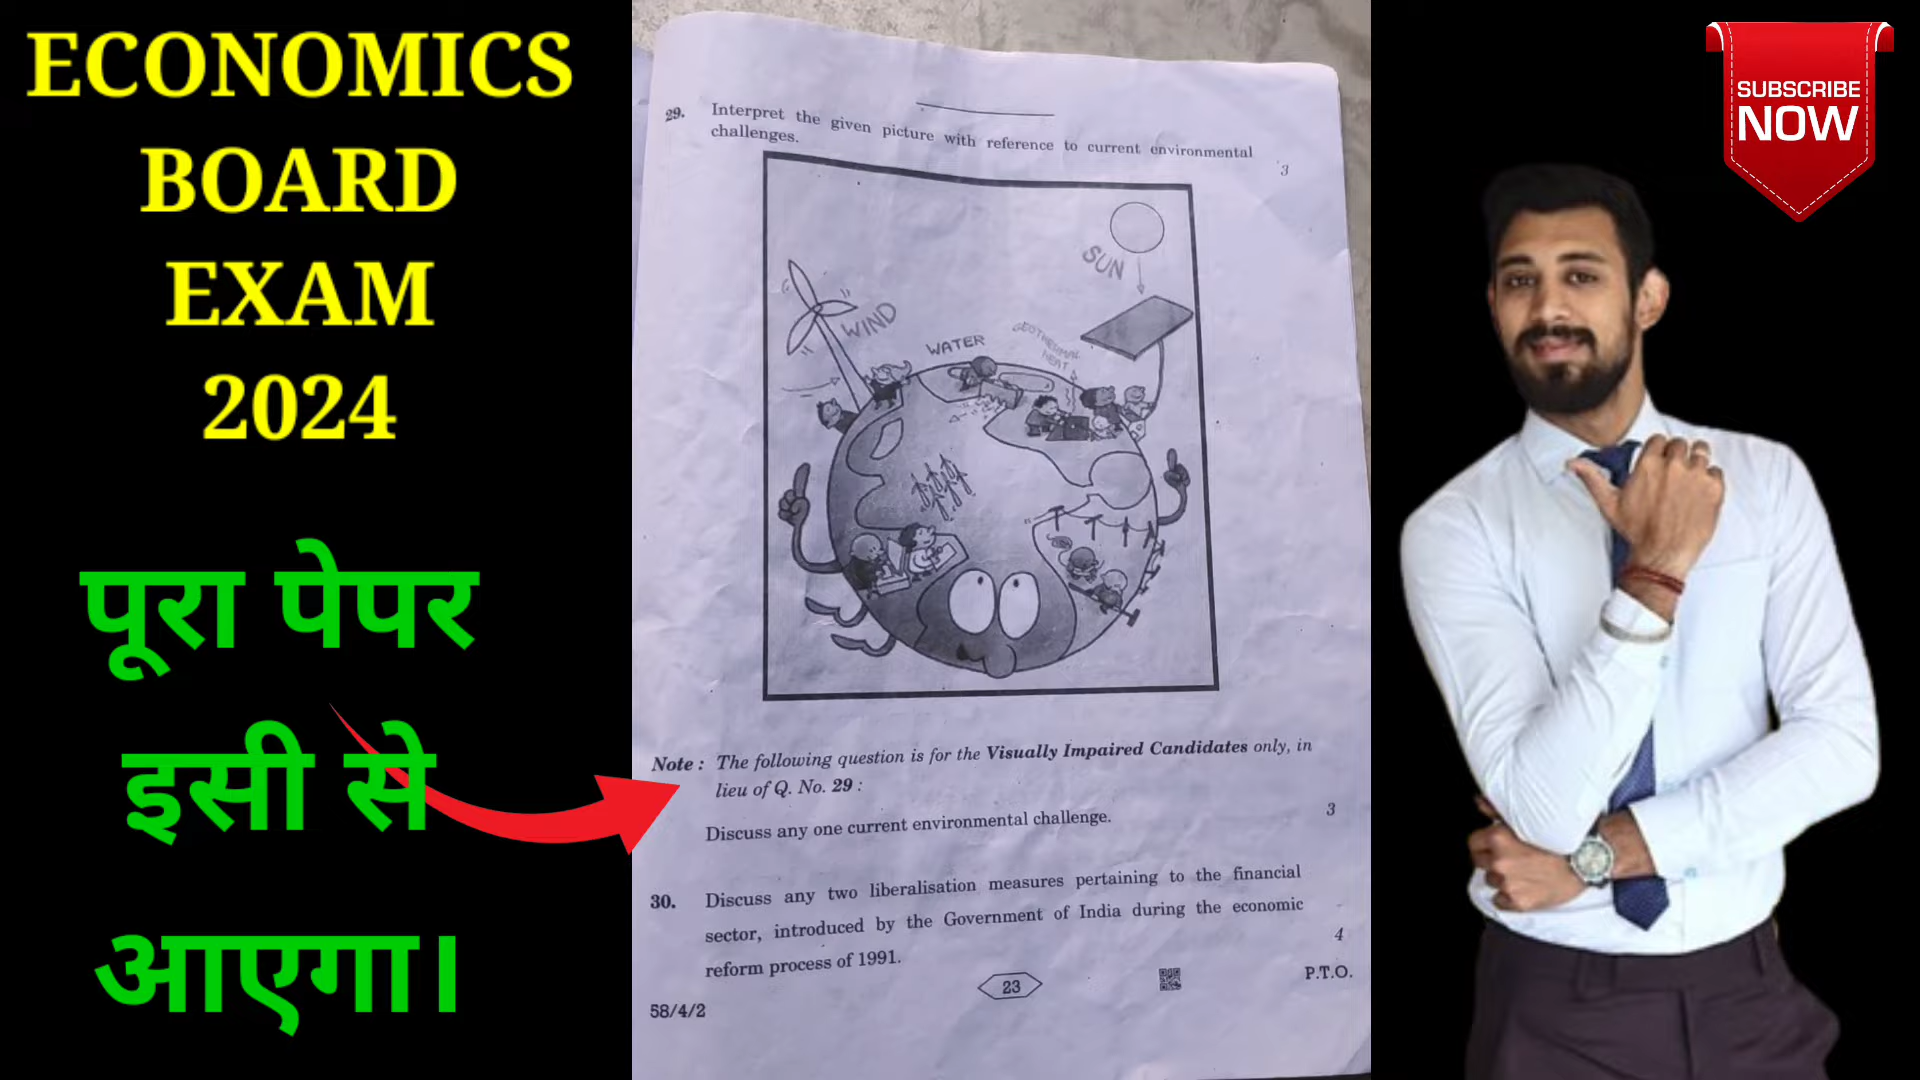 ECONOMICS
BOARD
EXAM
2024
पूरा पेपर
इसी से
आएगा।
29. Interpret the given picture with reference to current environmental
challenges.
3
SUN
WIND
WATER
GEOTHERMAL
HEAT
Note : The following question is for the Visually Impaired Candidates only, in
lieu of Q. No. 29 :
Discuss any one current environmental challenge.
3
30. Discuss any two liberalisation measures pertaining to the financial
sector, introduced by the Government of India during the economic
reform process of 1991.
4
58/4/2
23
P.T.O.
SUBSCRIBE
NOW